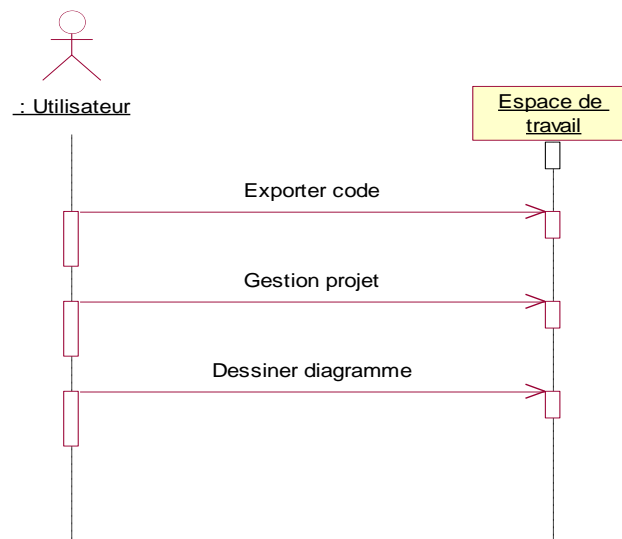 : Utilisateur
Espace de
travail
Exporter code
Gestion projet
Dessiner diagramme